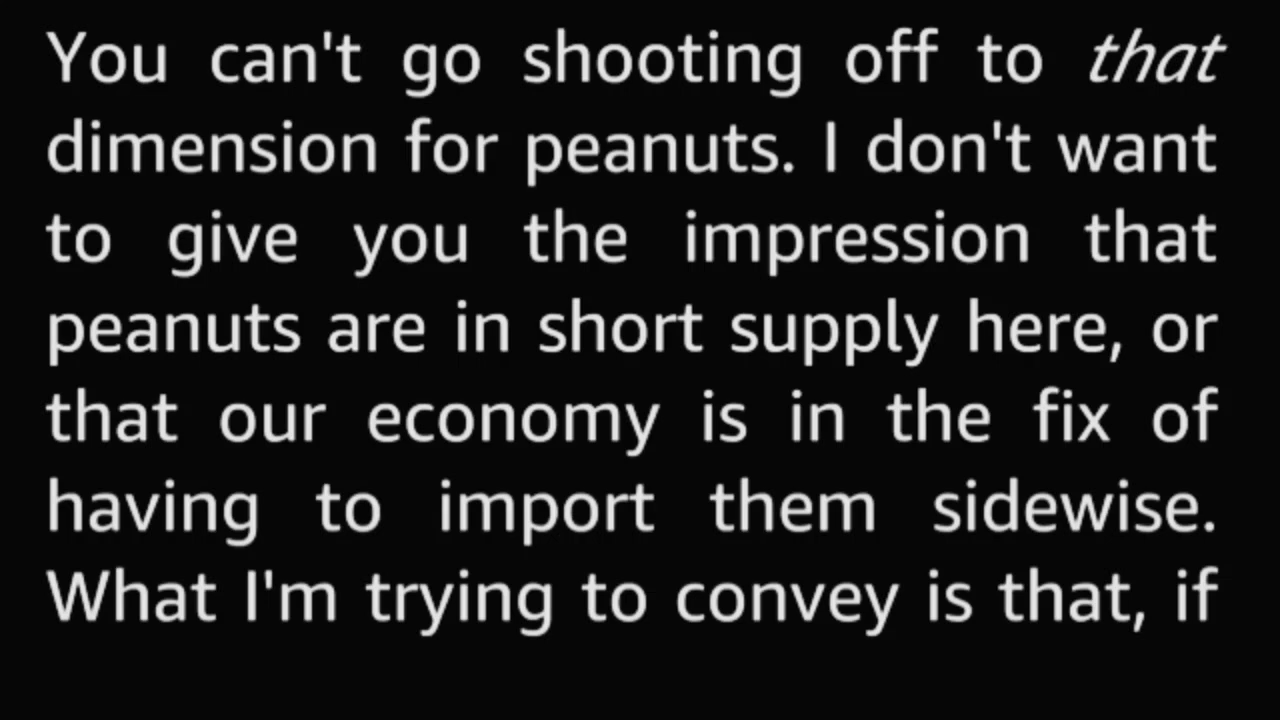 You can't go shooting off to that
dimension for peanuts. I don't want
to give you the impression that
peanuts are in short supply here, or
that our economy is in the fix of
having to import them sidewise.
What I'm trying to convey is that, if